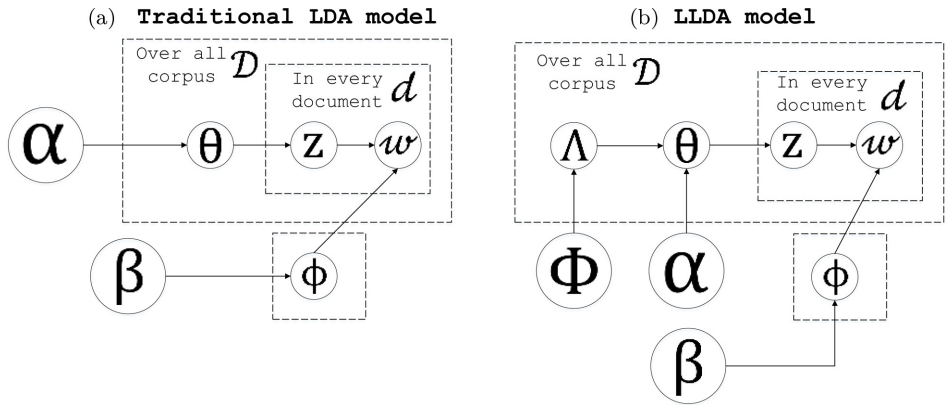 (a) Traditional LDA model
Over all
corpus 𝒟
In every
document 𝒹
α
θ
z
w
β
ϕ
(b) LLDA model
Over all
corpus 𝒟
In every
document 𝒹
Λ
θ
z
w
Φ
α
ϕ
β